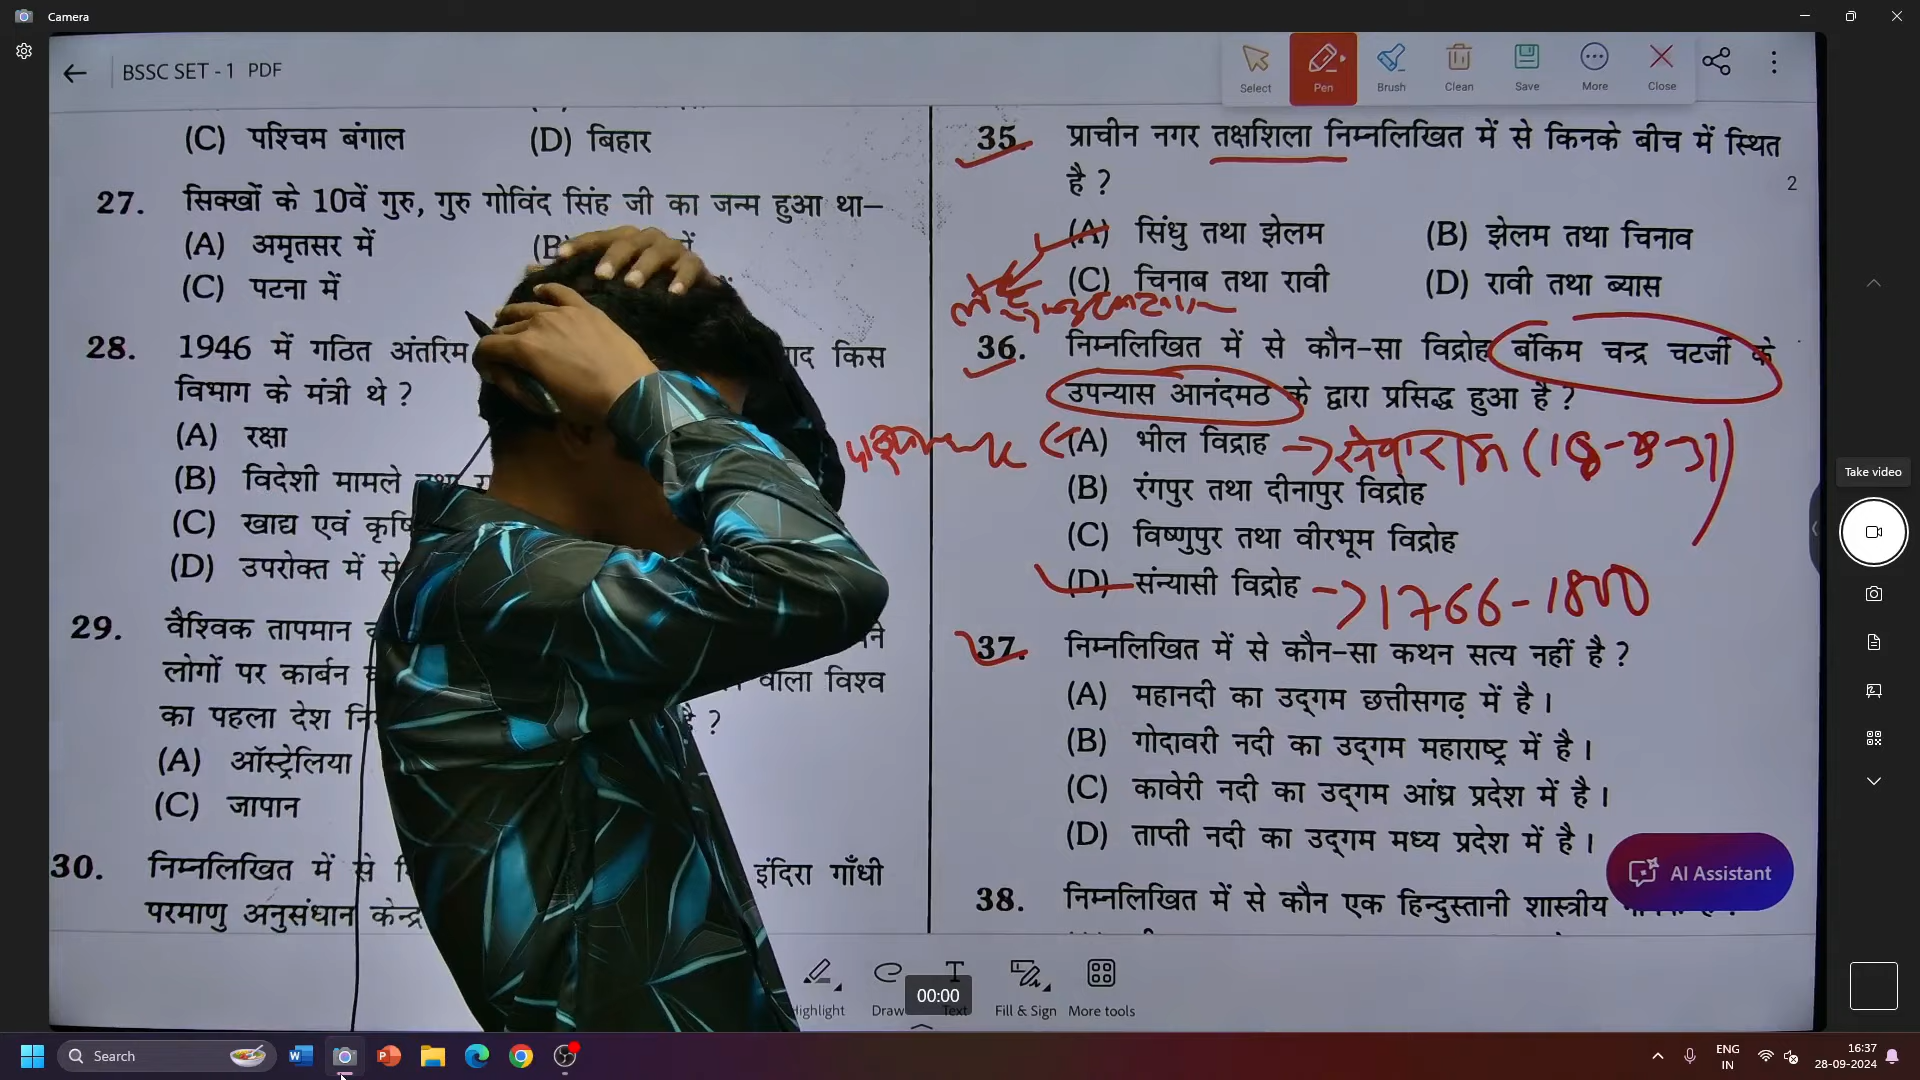 Camera
BSSC SET - 1 PDF
Select
Pen
Brush
Clean
Save
More
Close
(C) पश्चिम बंगाल (D) बिहार
27. सिक्खों के 10वें गुरु, गुरु गोविंद सिंह जी का जन्म हुआ था–
(A) अमृतसर में (B)
(C) पटना में
28. 1946 में गठित अंतरिम किस
विभाग के मंत्री थे ?
(A) रक्षा
(B) विदेशी मामले तथा
(C) खाद्य एवं
(D) उपरोक्त में से
29. वैश्विक तापमान
लोगों पर कार्बन वाला विश्व
का पहला देश है ?
(A) ऑस्ट्रेलिया
(C) जापान
30. निम्नलिखित में से इंदिरा गाँधी
परमाणु अनुसंधान केन्द्र
35. प्राचीन नगर तक्षशिला निम्नलिखित में से किनके बीच में स्थित
है ?
2
(A) सिंधु तथा झेलम (B) झेलम तथा चिनाव
(C) चिनाब तथा रावी (D) रावी तथा ब्यास
36. निम्नलिखित में से कौन-सा विद्रोह बंकिम चन्द्र चटर्जी के
उपन्यास आनंदमठ के द्वारा प्रसिद्ध हुआ है ?
(A) भील विद्राह
(B) रंगपुर तथा दीनापुर विद्रोह
(C) विष्णुपुर तथा वीरभूम विद्रोह
(D) संन्यासी विद्रोह → 1766-1800
37. निम्नलिखित में से कौन-सा कथन सत्य नहीं है ?
(A) महानदी का उद्गम छत्तीसगढ़ में है ।
(B) गोदावरी नदी का उद्गम महाराष्ट्र में है ।
(C) कावेरी नदी का उद्गम आंध्र प्रदेश में है ।
(D) ताप्ती नदी का उद्गम मध्य प्रदेश में है ।
38. निम्नलिखित में से कौन एक हिन्दुस्तानी शास्त्रीय
AI Assistant
Take video
Highlight
Draw
Text
Fill & Sign
More tools
00:00
Search
ENG
IN
16:37
28-09-2024